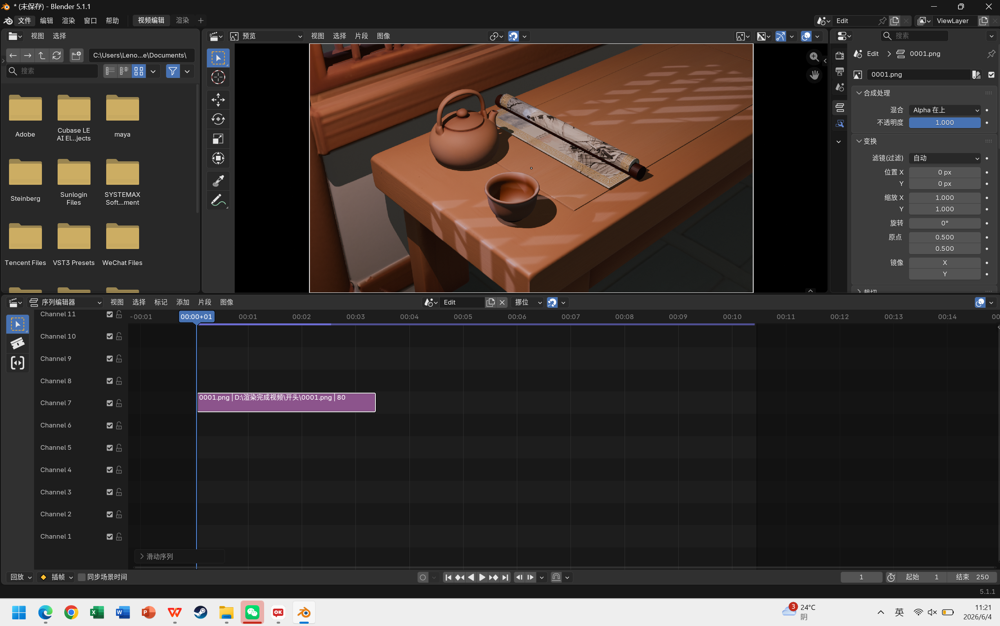 * (未保存) - Blender 5.1.1
文件 编辑 渲染 窗口 帮助 视频编辑 渲染 Edit ViewLayer
视图 选择
预览 视图 选择 片段 图像
搜索
C:\Users\Leno...e\Documents\
搜索
Adobe
Cubase LE
AI El...jects
maya
Steinberg
Sunlogin
Files
SYSTEMAX
Soft...ment
Tencent Files
VST3 Presets
WeChat Files
Edit 0001.png
0001.png
合成处理
混合 Alpha 在上
不透明度 1.000
变换
滤镜(过滤) 自动
位置 X 0 px
Y 0 px
缩放 X 1.000
Y 1.000
旋转 0°
原点 0.500
0.500
镜像 X
Y
裁切
序列编辑器 视图 选择 标记 添加 片段 图像 Edit 挪位
-00:01 00:00+01 00:01 00:02 00:03 00:04 00:05 00:06 00:07 00:08 00:09 00:10 00:11 00:12 00:13 00:14 00
Channel 11
Channel 10
Channel 9
Channel 8
Channel 7
0001.png | D:\渲染完成视频\开头\0001.png | 80
Channel 6
Channel 5
Channel 4
Channel 3
Channel 2
Channel 1
滑动序列
回放 插帧 同步场景时间 1 起始 1 结束 250
5.1.1
3 24°C
阴
英
11:21
2026/6/4